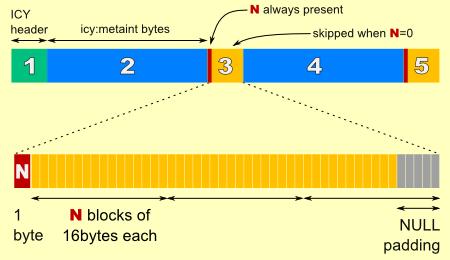 ICY
header
icy:metaint bytes
N always present
skipped when N=0
1
2
3
4
5
N
1
byte
N blocks of
16bytes each
NULL
padding